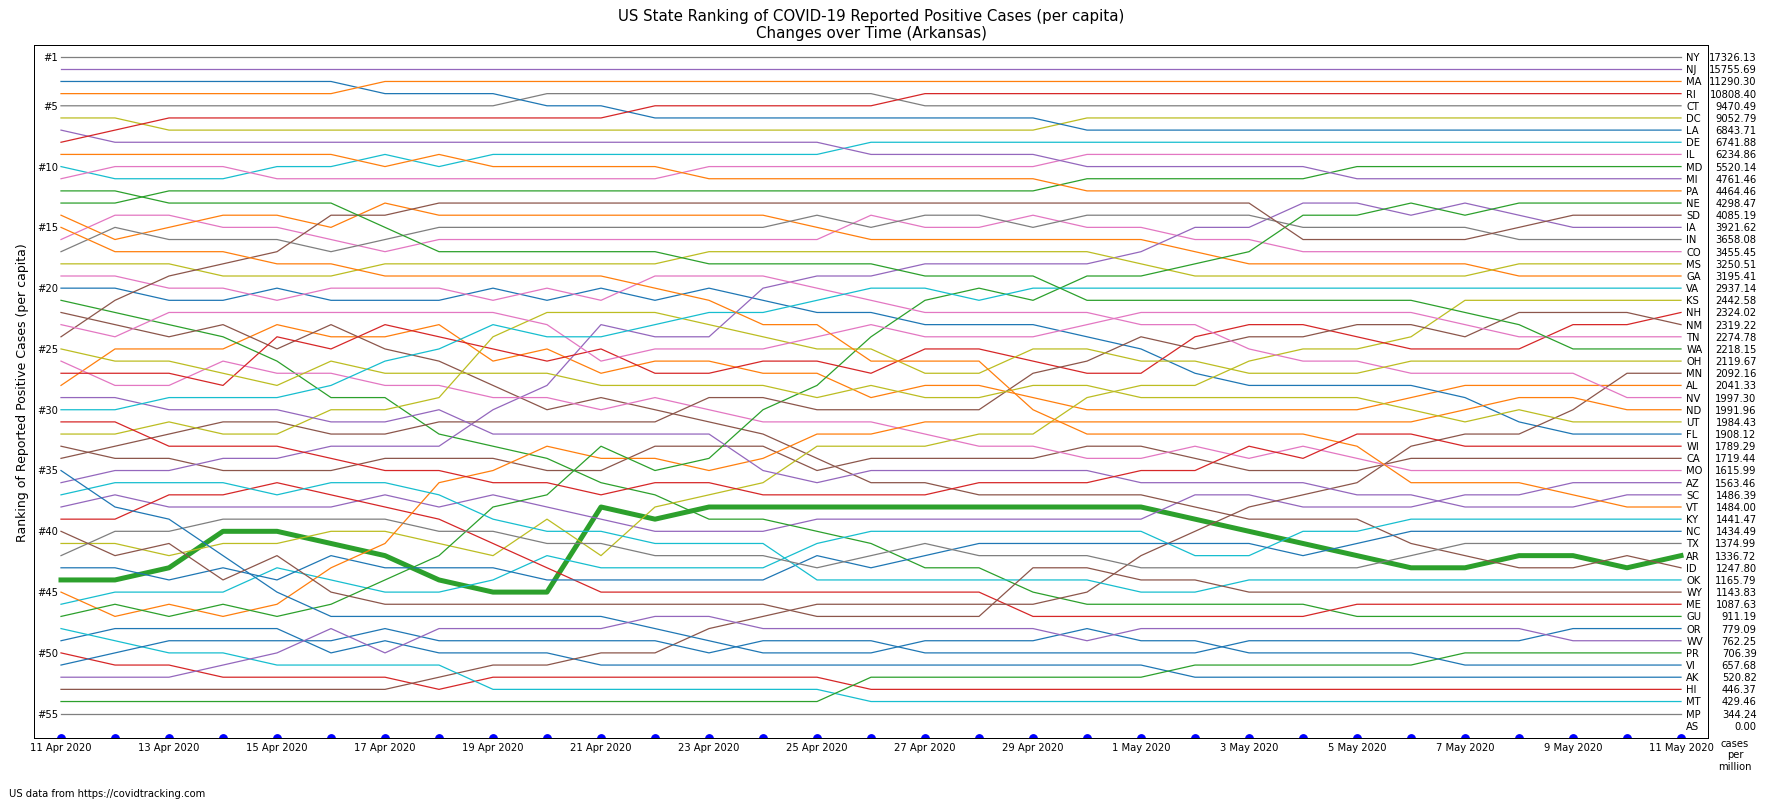 US State Ranking of COVID-19 Reported Positive Cases (per capita)
Changes over Time (Arkansas)
Ranking of Reported Positive Cases (per capita)
#1
#5
#10
#15
#20
#25
#30
#35
#40
#45
#50
#55
NY 17326.13
NJ 15755.69
MA 11290.30
RI 10808.40
CT 9470.49
DC 9052.79
LA 6843.71
DE 6741.88
IL 6234.86
MD 5520.14
MI 4761.46
PA 4464.46
NE 4298.47
SD 4085.19
IA 3921.62
IN 3658.08
CO 3455.45
MS 3250.51
GA 3195.41
VA 2937.14
KS 2442.58
NH 2324.02
NM 2319.22
TN 2274.78
WA 2218.15
OH 2119.67
MN 2092.16
AL 2041.33
NV 1997.30
ND 1991.96
UT 1984.43
FL 1908.12
WI 1789.29
CA 1719.44
MO 1615.99
AZ 1563.46
SC 1486.39
VT 1484.00
KY 1441.47
NC 1434.49
TX 1374.99
AR 1336.72
ID 1247.80
OK 1165.79
WY 1143.83
ME 1087.63
GU 911.19
OR 779.09
WV 762.25
PR 706.39
VI 657.68
AK 520.82
HI 446.37
MT 429.46
MP 344.24
AS 0.00
11 Apr 2020 13 Apr 2020 15 Apr 2020 17 Apr 2020 19 Apr 2020 21 Apr 2020 23 Apr 2020 25 Apr 2020 27 Apr 2020 29 Apr 2020 1 May 2020 3 May 2020 5 May 2020 7 May 2020 9 May 2020 11 May 2020
cases
per
million
US data from https://covidtracking.com